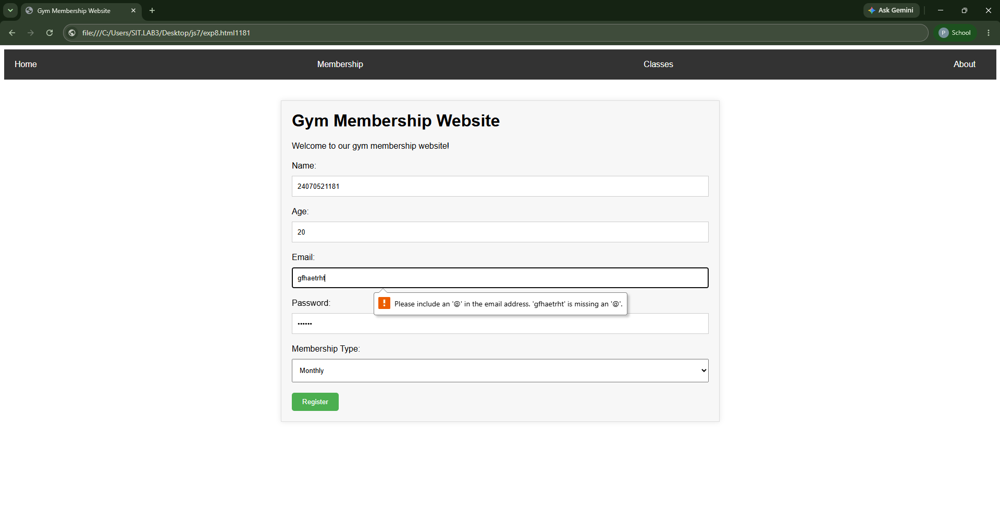 Gym Membership Website
Ask Gemini
file:///C:/Users/SIT.LAB3/Desktop/js7/exp8.html1181
P School
Home Membership Classes About
Gym Membership Website
Welcome to our gym membership website!
Name:
24070521181
Age:
20
Email:
gfhaetrht
Please include an '@' in the email address. 'gfhaetrht' is missing an '@'.
Password:
••••••
Membership Type:
Monthly
Register